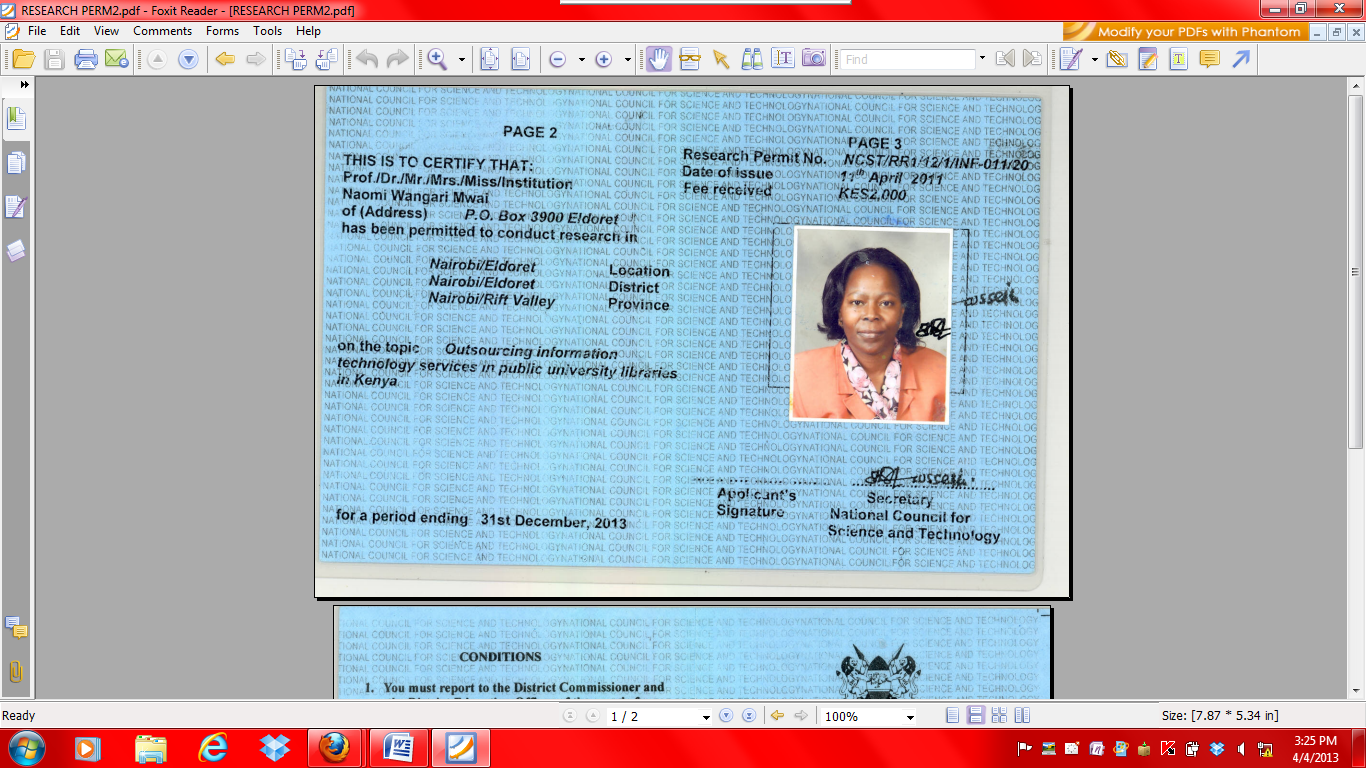 RESEARCH PERM2.pdf - Foxit Reader - [RESEARCH PERM2.pdf]
File Edit View Comments Forms Tools Help
Modify your PDFs with Phantom
Find
PAGE 2
THIS IS TO CERTIFY THAT:
Prof./Dr./Mr./Mrs./Miss/Institution
Naomi Wangari Mwai
of (Address) P.O. Box 3900 Eldoret
has been permitted to conduct research in
Nairobi/Eldoret Location
Nairobi/Eldoret District
Nairobi/Rift Valley Province
on the topic Outsourcing information
technology services in public university libraries
in Kenya
for a period ending 31st December, 2013
PAGE 3
Research Permit No. NCST/RR1/12/1/INF-011/20
Date of issue 11th April 2011
Fee received KES2,000
Applicant's
Signature
Secretary
National Council for
Science and Technology
NATIONAL COUNCIL FOR SCIENCE AND TECHNOLOGY
CONDITIONS
1. You must report to the District Commissioner and
Ready
1 / 2
100%
Size: [7.87 * 5.34 in]
3:25 PM
4/4/2013